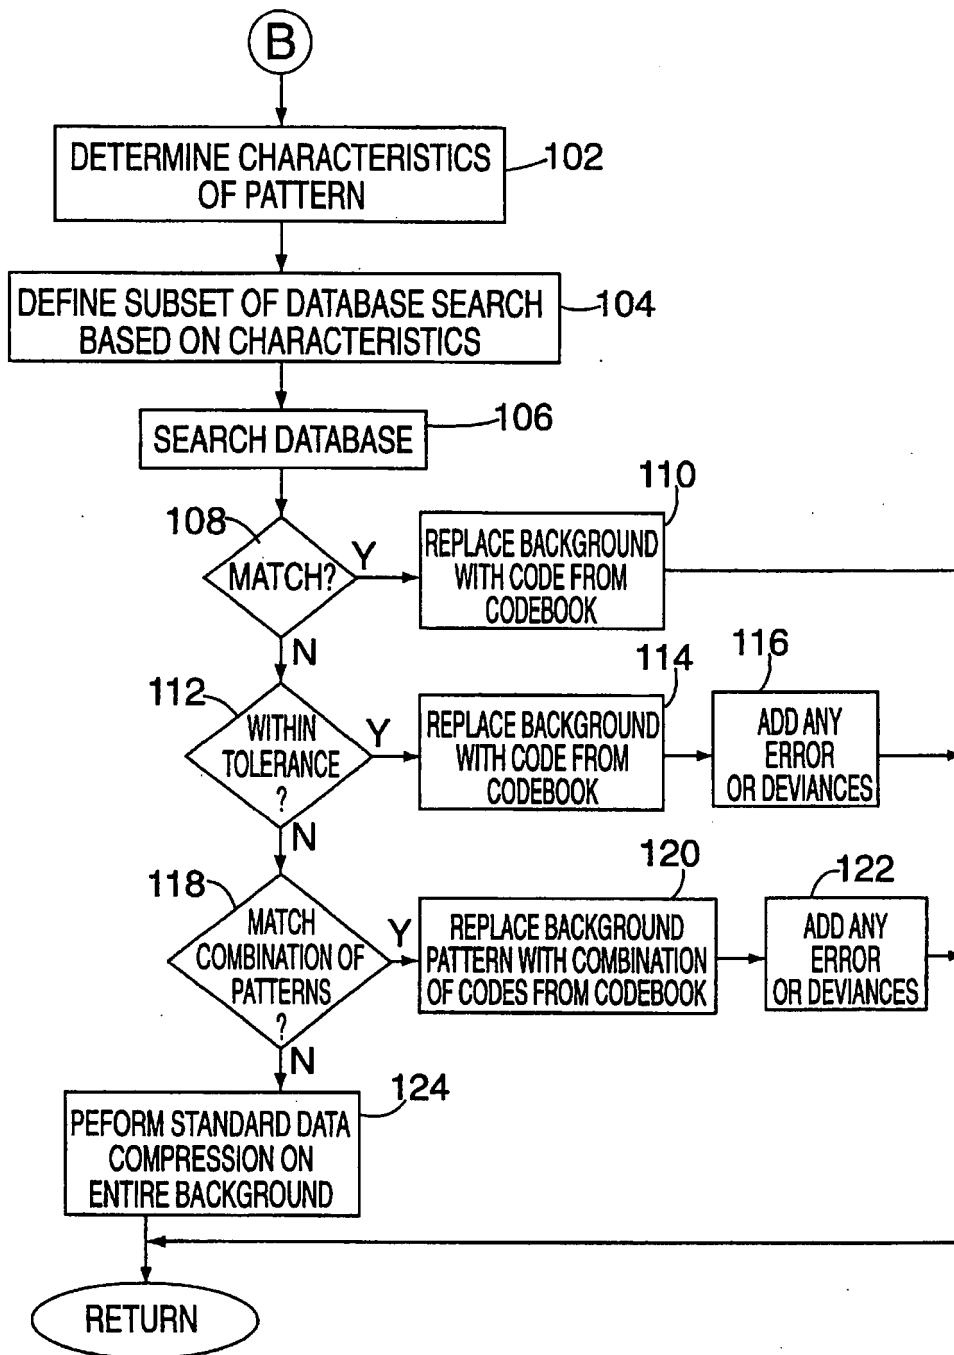 B
DETERMINE CHARACTERISTICS
OF PATTERN
102
DEFINE SUBSET OF DATABASE SEARCH
BASED ON CHARACTERISTICS
104
SEARCH DATABASE
106
108
MATCH?
Y
N
110
REPLACE BACKGROUND
WITH CODE FROM
CODEBOOK
112
WITHIN
TOLERANCE
?
Y
N
114
REPLACE BACKGROUND
WITH CODE FROM
CODEBOOK
116
ADD ANY
ERROR
OR DEVIANCES
118
MATCH
COMBINATION OF
PATTERNS
?
Y
N
120
REPLACE BACKGROUND
PATTERN WITH COMBINATION
OF CODES FROM CODEBOOK
122
ADD ANY
ERROR
OR DEVIANCES
124
PEFORM STANDARD DATA
COMPRESSION ON
ENTIRE BACKGROUND
RETURN